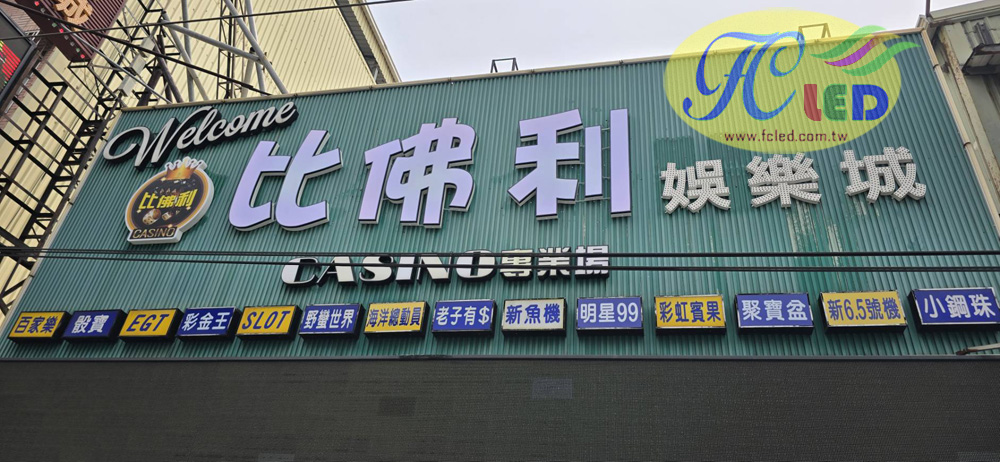 FC LED
www.fcled.com.tw
Welcome
比佛利
CASINO
比佛利
娛樂城
CASINO專業場
百家樂
骰寶
EGT
彩金王
SLOT
野蠻世界
海洋總動員
老子有$
新魚機
明星99
彩虹賓果
聚寶盆
新6.5號機
小鋼珠